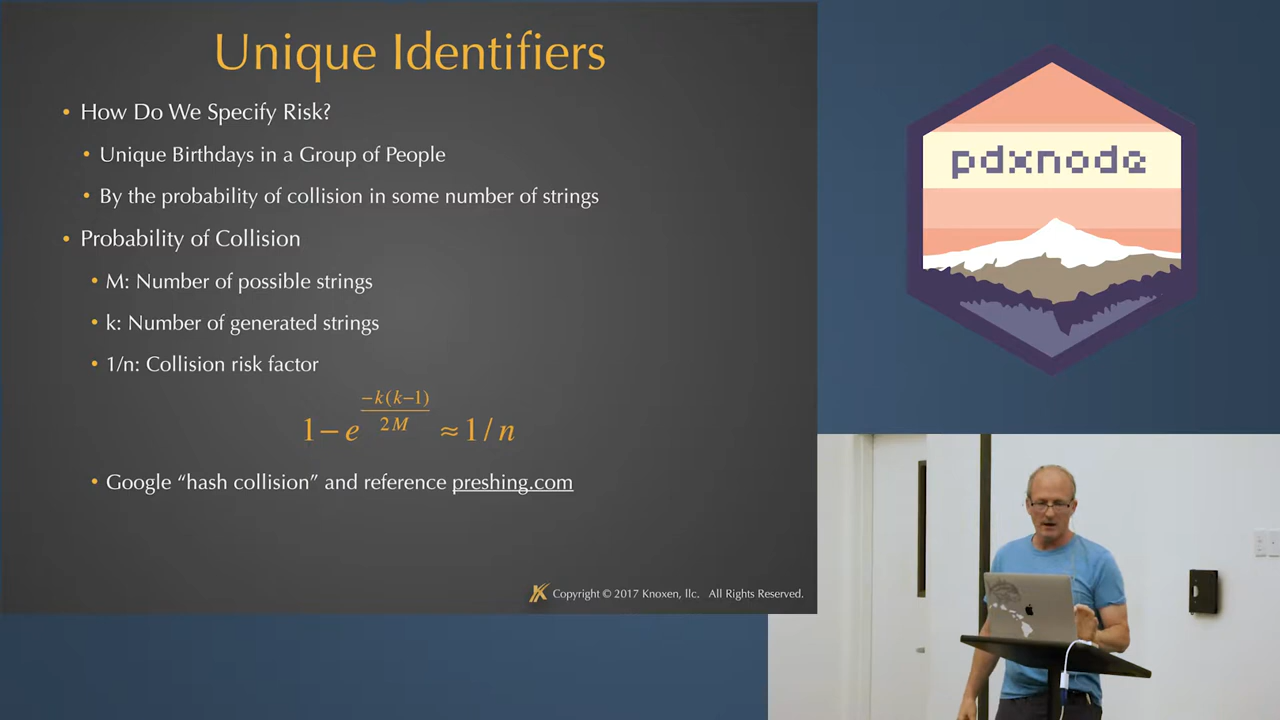 Unique Identifiers
• How Do We Specify Risk?
• Unique Birthdays in a Group of People
• By the probability of collision in some number of strings
• Probability of Collision
• M: Number of possible strings
• k: Number of generated strings
• 1/n: Collision risk factor
1 − e^(−k(k−1)/2M) ≈ 1/n
• Google “hash collision” and reference preshing.com
Copyright © 2017 Knoxen, llc. All Rights Reserved.
pdxnode